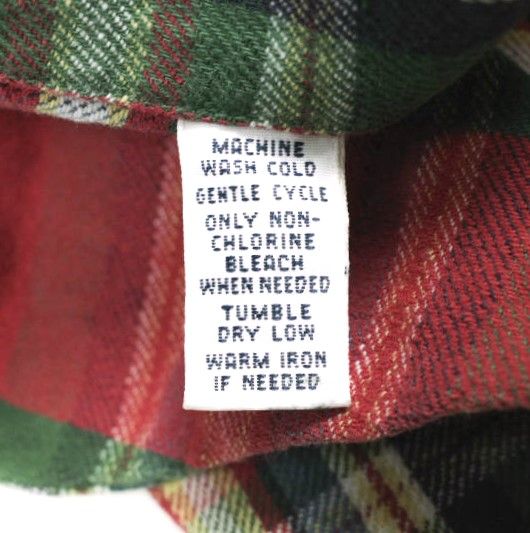 MACHINE
WASH COLD
GENTLE CYCLE
ONLY NON-
CHLORINE
BLEACH
WHEN NEEDED
TUMBLE
DRY LOW
WARM IRON
IF NEEDED